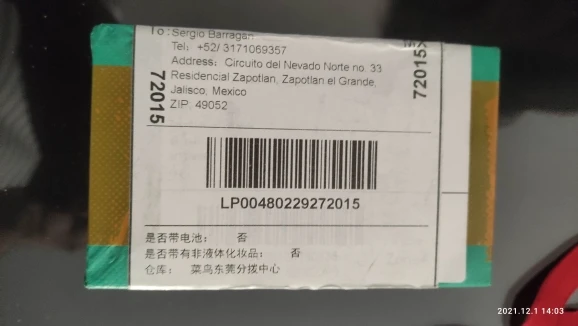 To: Sergio Barragan
Tel: +52/ 3171069357
Address: Circuito del Nevado Norte no. 33
Residencial Zapotlan, Zapotlan el Grande,
Jalisco, Mexico
ZIP: 49052
72015
72015
LP00480229272015
是否带电池： 否
是否带有非液体化妆品： 否
仓库： 菜鸟东莞分拨中心
2021.12.1 14:03